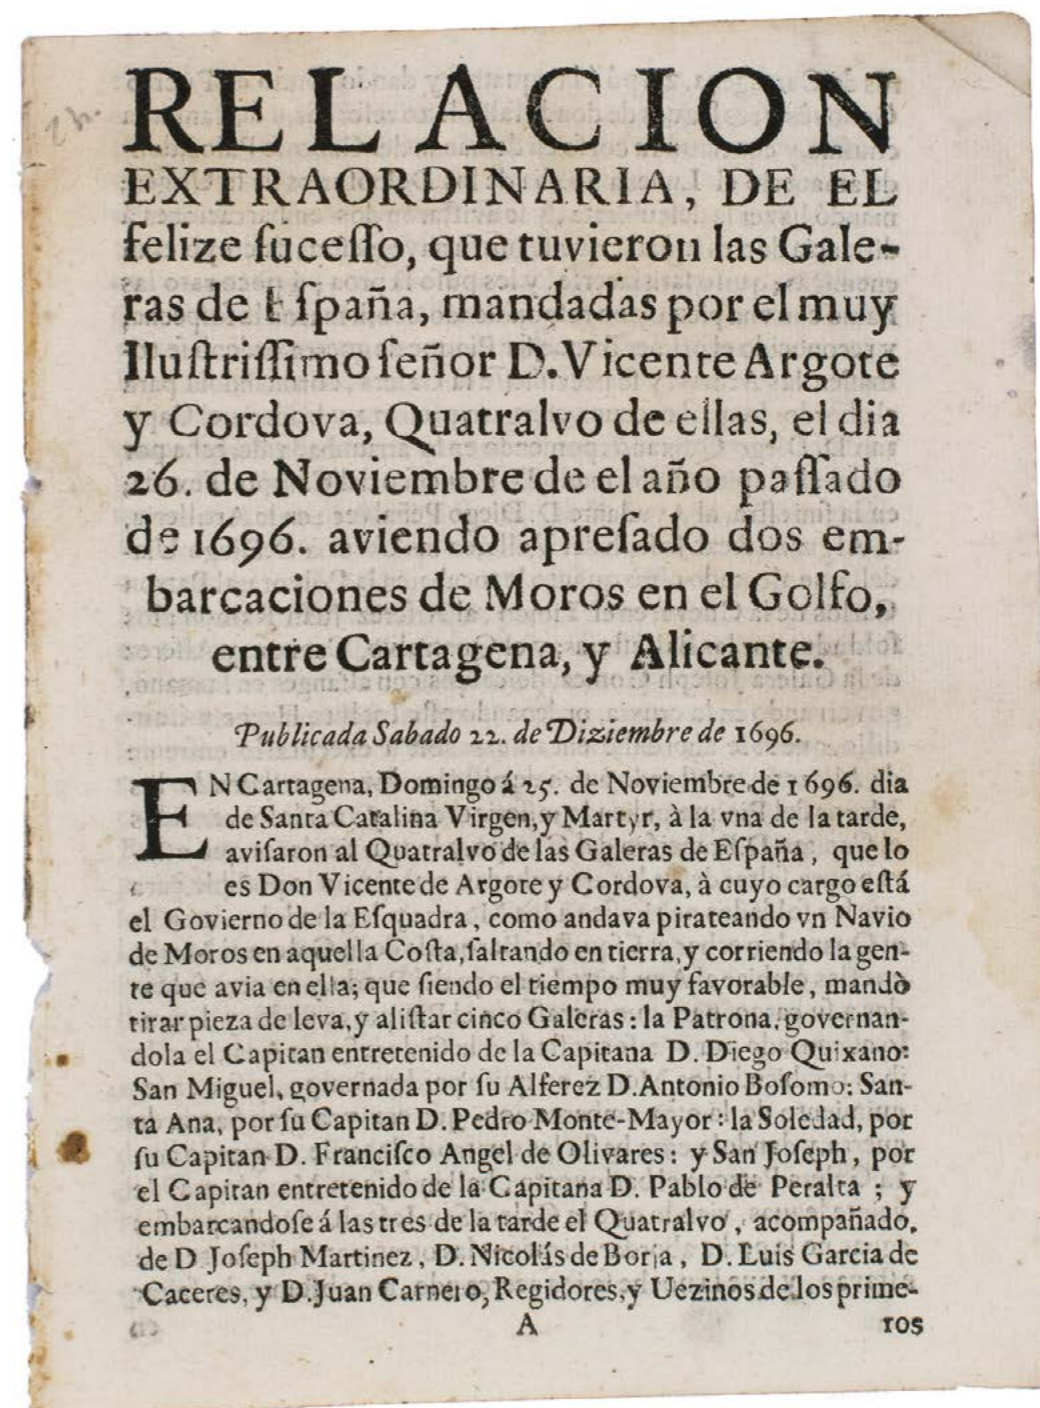 RELACION
EXTRAORDINARIA, DE EL
felize ſuceſſo, que tuvieron las Gale-
ras de Eſpaña, mandadas por el muy
Iluſtriſſimo ſeñor D. Vicente Argote
y Cordova, Quatralvo de ellas, el dia
26. de Noviembre de el año paſſado
de 1696. aviendo apreſado dos em-
barcaciones de Moros en el Golfo,
entre Cartagena, y Alicante.
Publicada Sabado 22. de Diziembre de 1696.
EN Cartagena, Domingo á 25. de Noviembre de 1696. dia
de Santa Catalina Virgen, y Martyr, à la vna de la tarde,
aviſaron al Quatralvo de las Galeras de Eſpaña, que lo
es Don Vicente de Argote y Cordova, à cuyo cargo eſtá
el Govierno de la Eſquadra, como andava pirateando vn Navio
de Moros en aquella Coſta, ſaltando en tierra, y corriendo la gen-
te que avia en ella; que ſiendo el tiempo muy favorable, mandò
tirar pieza de leva, y aliſtar cinco Galeras: la Patrona, governan-
dola el Capitan entretenido de la Capitana D. Diego Quixano:
San Miguel, governada por ſu Alferez D. Antonio Boſomo: San-
ta Ana, por ſu Capitan D. Pedro Monte-Mayor: la Soledad, por
ſu Capitan D. Franciſco Angel de Olivares: y San Joſeph, por
el Capitan entretenido de la Capitana D. Pablo de Peralta; y
embarcandoſe á las tres de la tarde el Quatralvo, acompañado,
de D Joſeph Martinez, D. Nicolás de Borja, D. Luis Garcia de
Caceres, y D. Juan Carnero, Regidores, y Uezinos de los prime-
A
ros